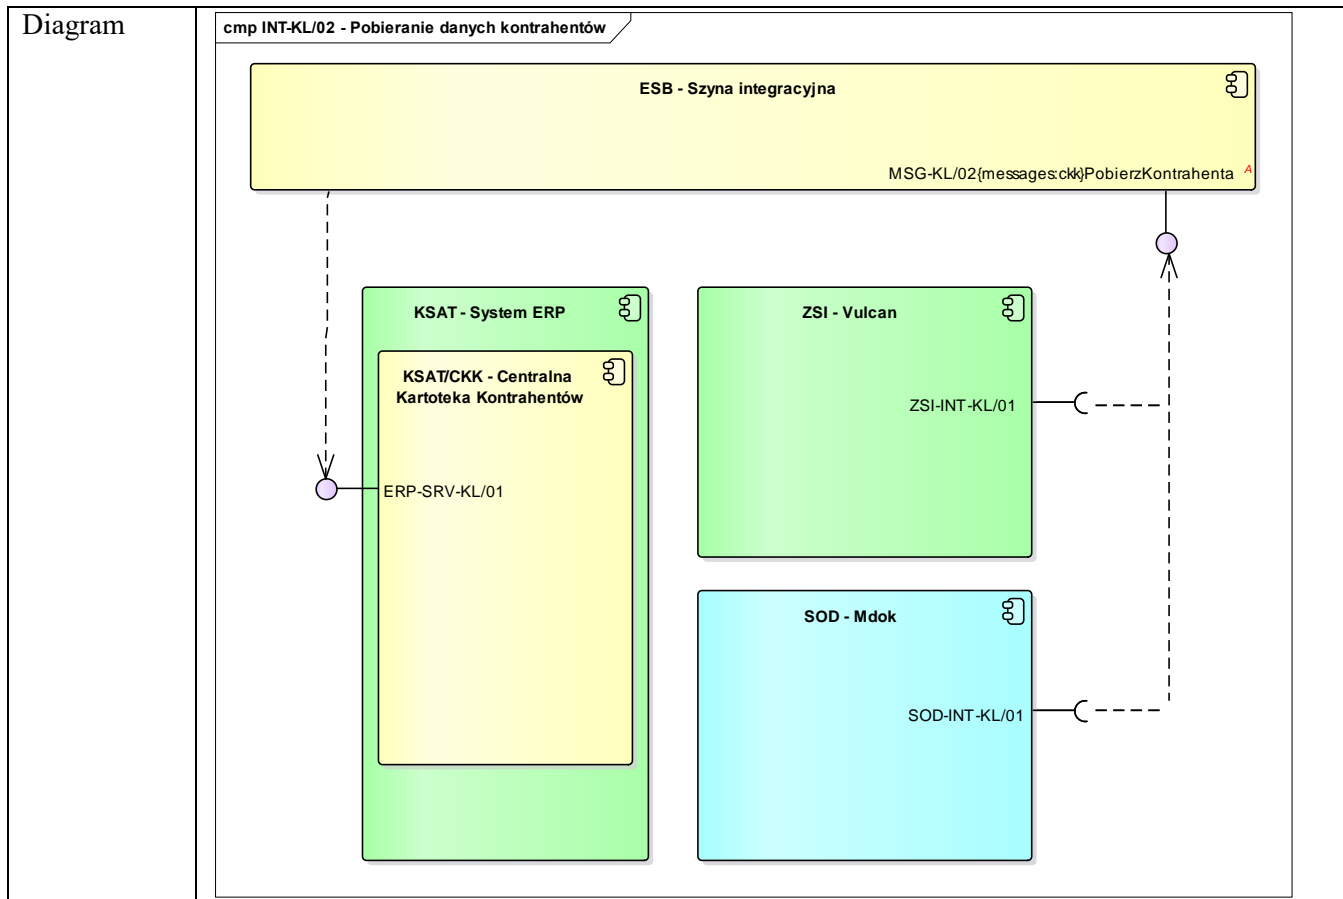 Diagram
cmp INT-KL/02 - Pobieranie danych kontrahentów
ESB - Szyna integracyjna
MSG-KL/02{messages:ckk}PobierzKontrahenta
A
KSAT - System ERP
KSAT/CKK - Centralna
Kartoteka Kontrahentów
ERP-SRV-KL/01
ZSI - Vulcan
ZSI-INT-KL/01
SOD - Mdok
SOD-INT-KL/01